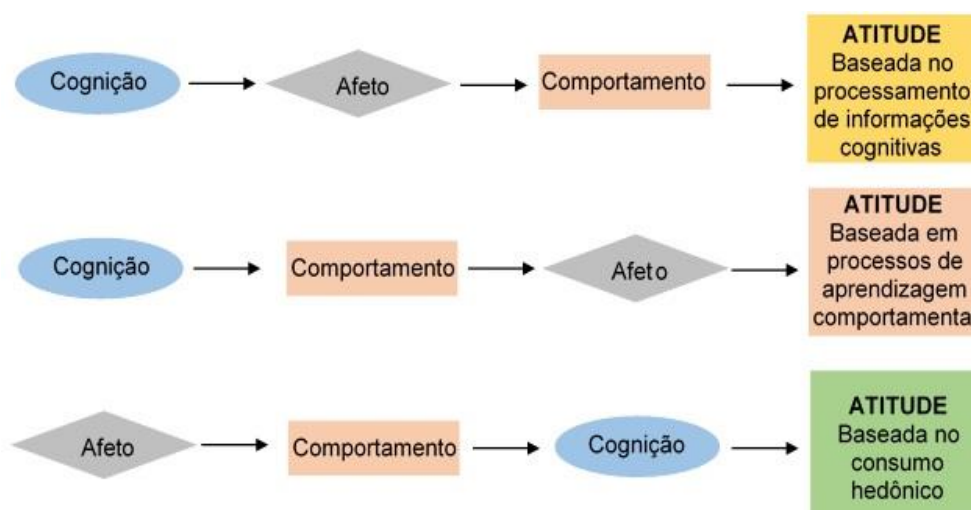 Cognição
Afeto
Comportamento
ATITUDE
Baseada no
processamento
de informações
cognitivas
Cognição
Comportamento
Afeto
ATITUDE
Baseada em
processos de
aprendizagem
comportamenta
Afeto
Comportamento
Cognição
ATITUDE
Baseada no
consumo
hedônico